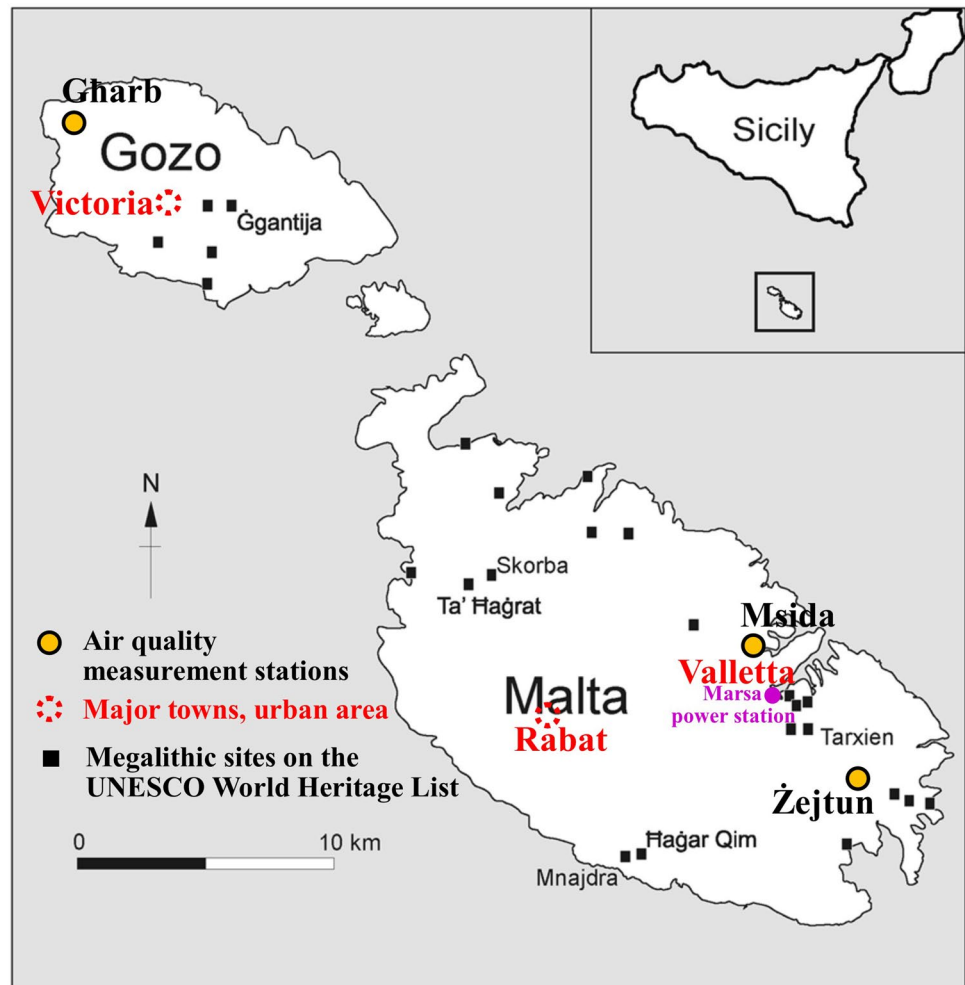 Għarb
Gozo
Sicily
Victoria
Ġgantija
N
Skorba
Ta' Ħaġrat
Msida
Air quality
measurement stations
Valletta
Malta
Marsa
power station
Major towns, urban area
Rabat
Tarxien
Megalithic sites on the
UNESCO World Heritage List
Żejtun
0 10 km
Ħaġar Qim
Mnajdra